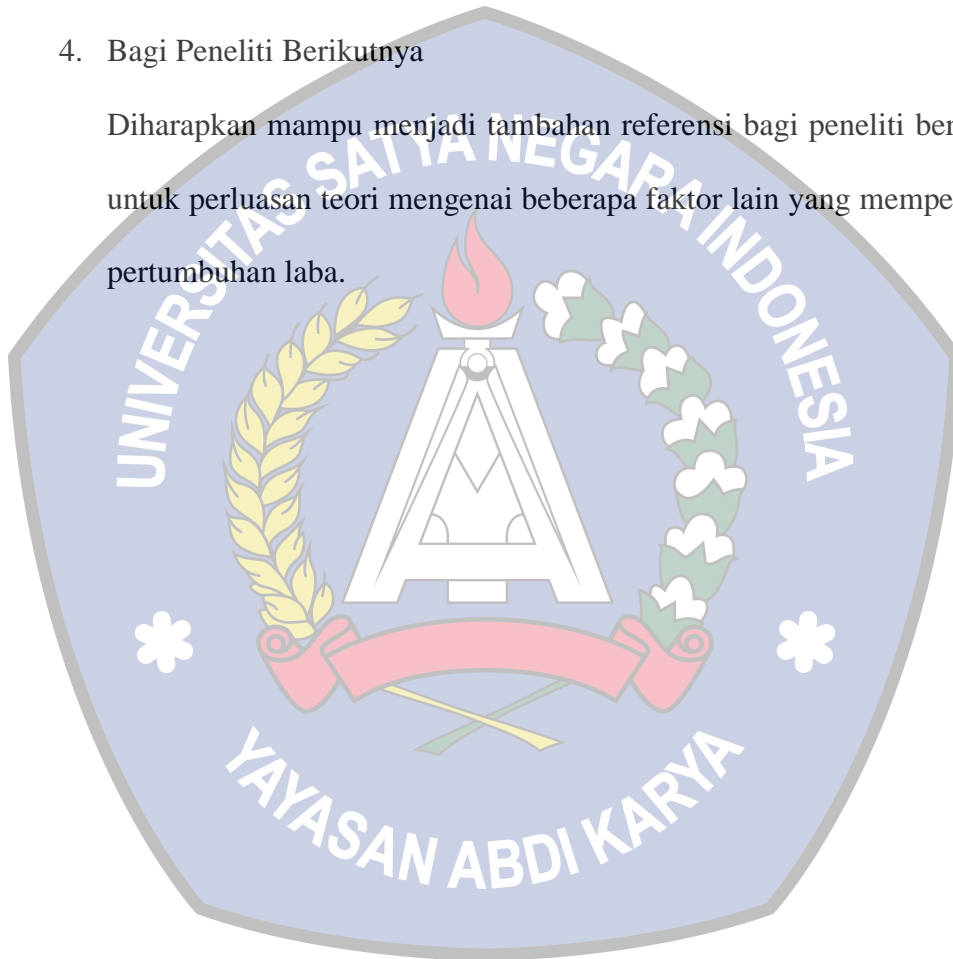 4. Bagi Peneliti Berikutnya
Diharapkan mampu menjadi tambahan referensi bagi peneliti ber
untuk perluasan teori mengenai beberapa faktor lain yang mempe
pertumbuhan laba.
UNIVERSITAS SATYA NEGARA INDONESIA
YAYASAN ABDI KARYA